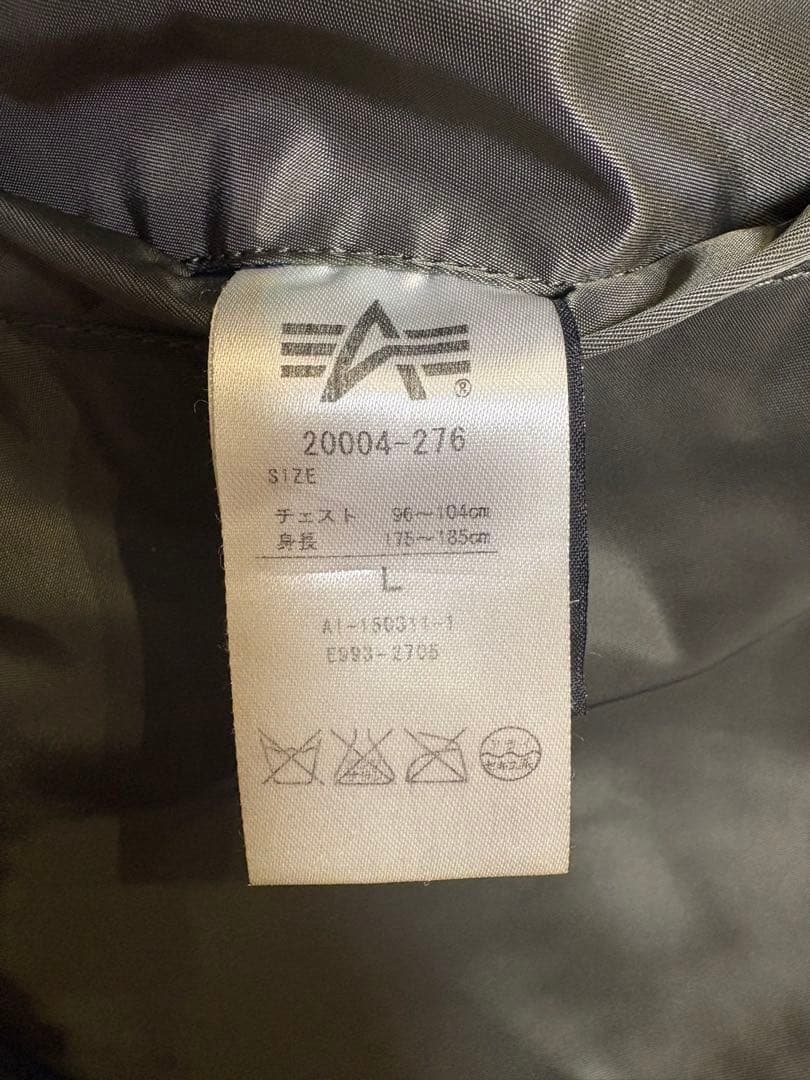 ®
20004-276
SIZE
チェスト 96～104cm
身長 175～185cm
L
AI-150311-1
E993-2705